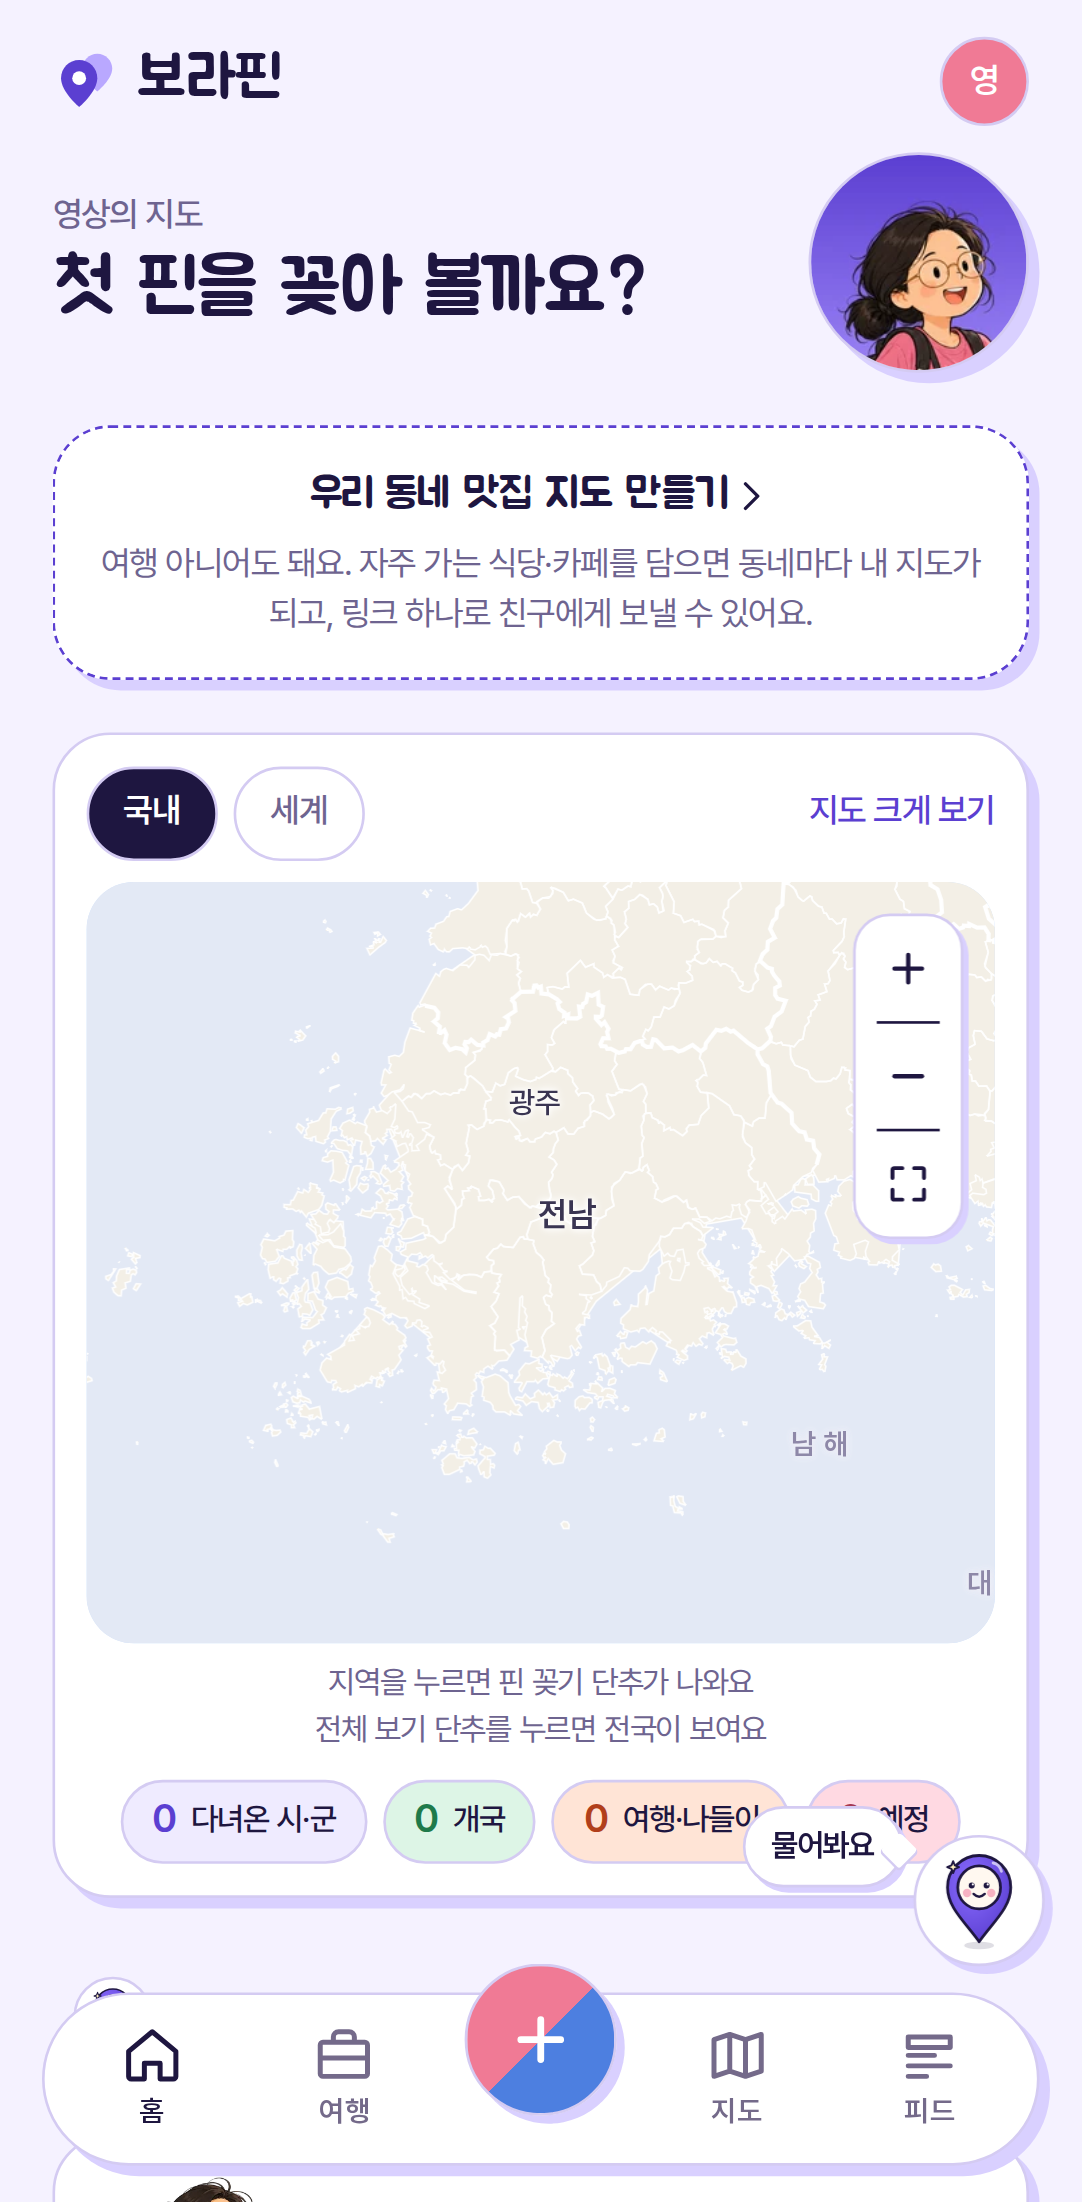 보라핀
영
영상의 지도
첫 핀을 꽂아 볼까요?
우리 동네 맛집 지도 만들기
여행 아니어도 돼요. 자주 가는 식당·카페를 담으면 동네마다 내 지도가
되고, 링크 하나로 친구에게 보낼 수 있어요.
국내
세계
지도 크게 보기
광주
전남
남 해
대
지역을 누르면 핀 꽂기 단추가 나와요
전체 보기 단추를 누르면 전국이 보여요
0 다녀온 시·군
0 개국
0 여행·나들이
예정
물어봐요
홈
여행
지도
피드